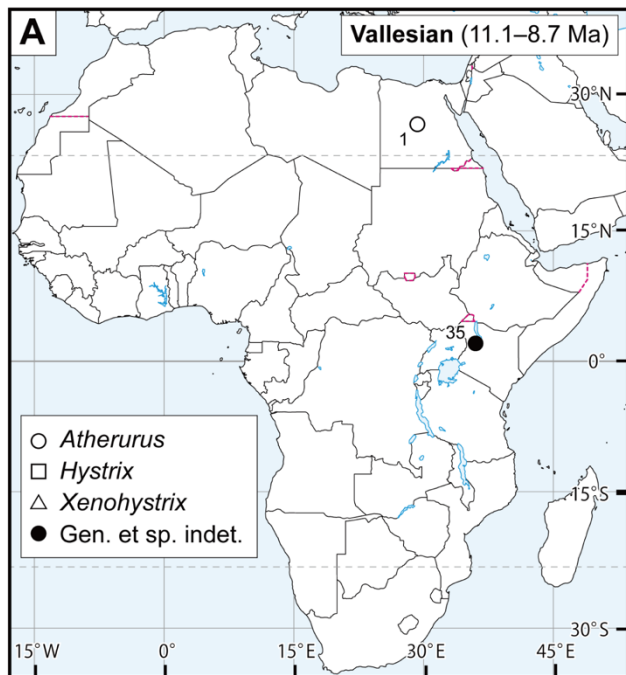 A
Vallesian (11.1–8.7 Ma)
30°N
1
15°N
35
0°
Atherurus
Hystrix
Xenohystrix
Gen. et sp. indet.
15°S
30°S
15°W
0°
15°E
30°E
45°E